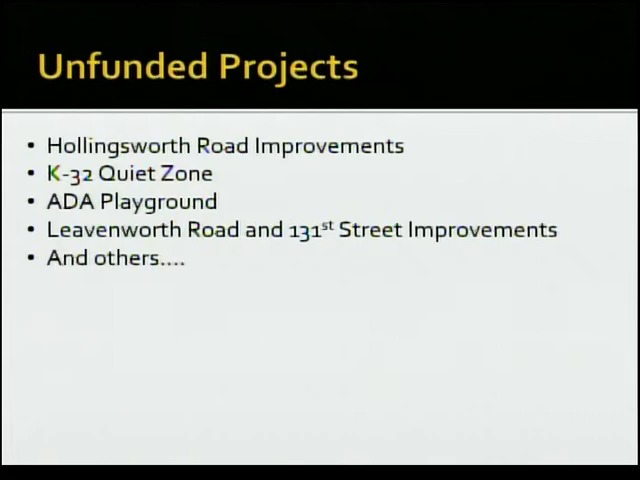 Unfunded Projects
• Hollingsworth Road Improvements
• K-32 Quiet Zone
• ADA Playground
• Leavenworth Road and 131st Street Improvements
• And others....